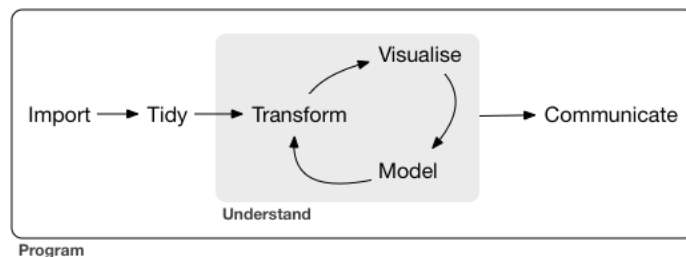 Visualise
Import
Tidy
Transform
Communicate
Model
Understand
Program